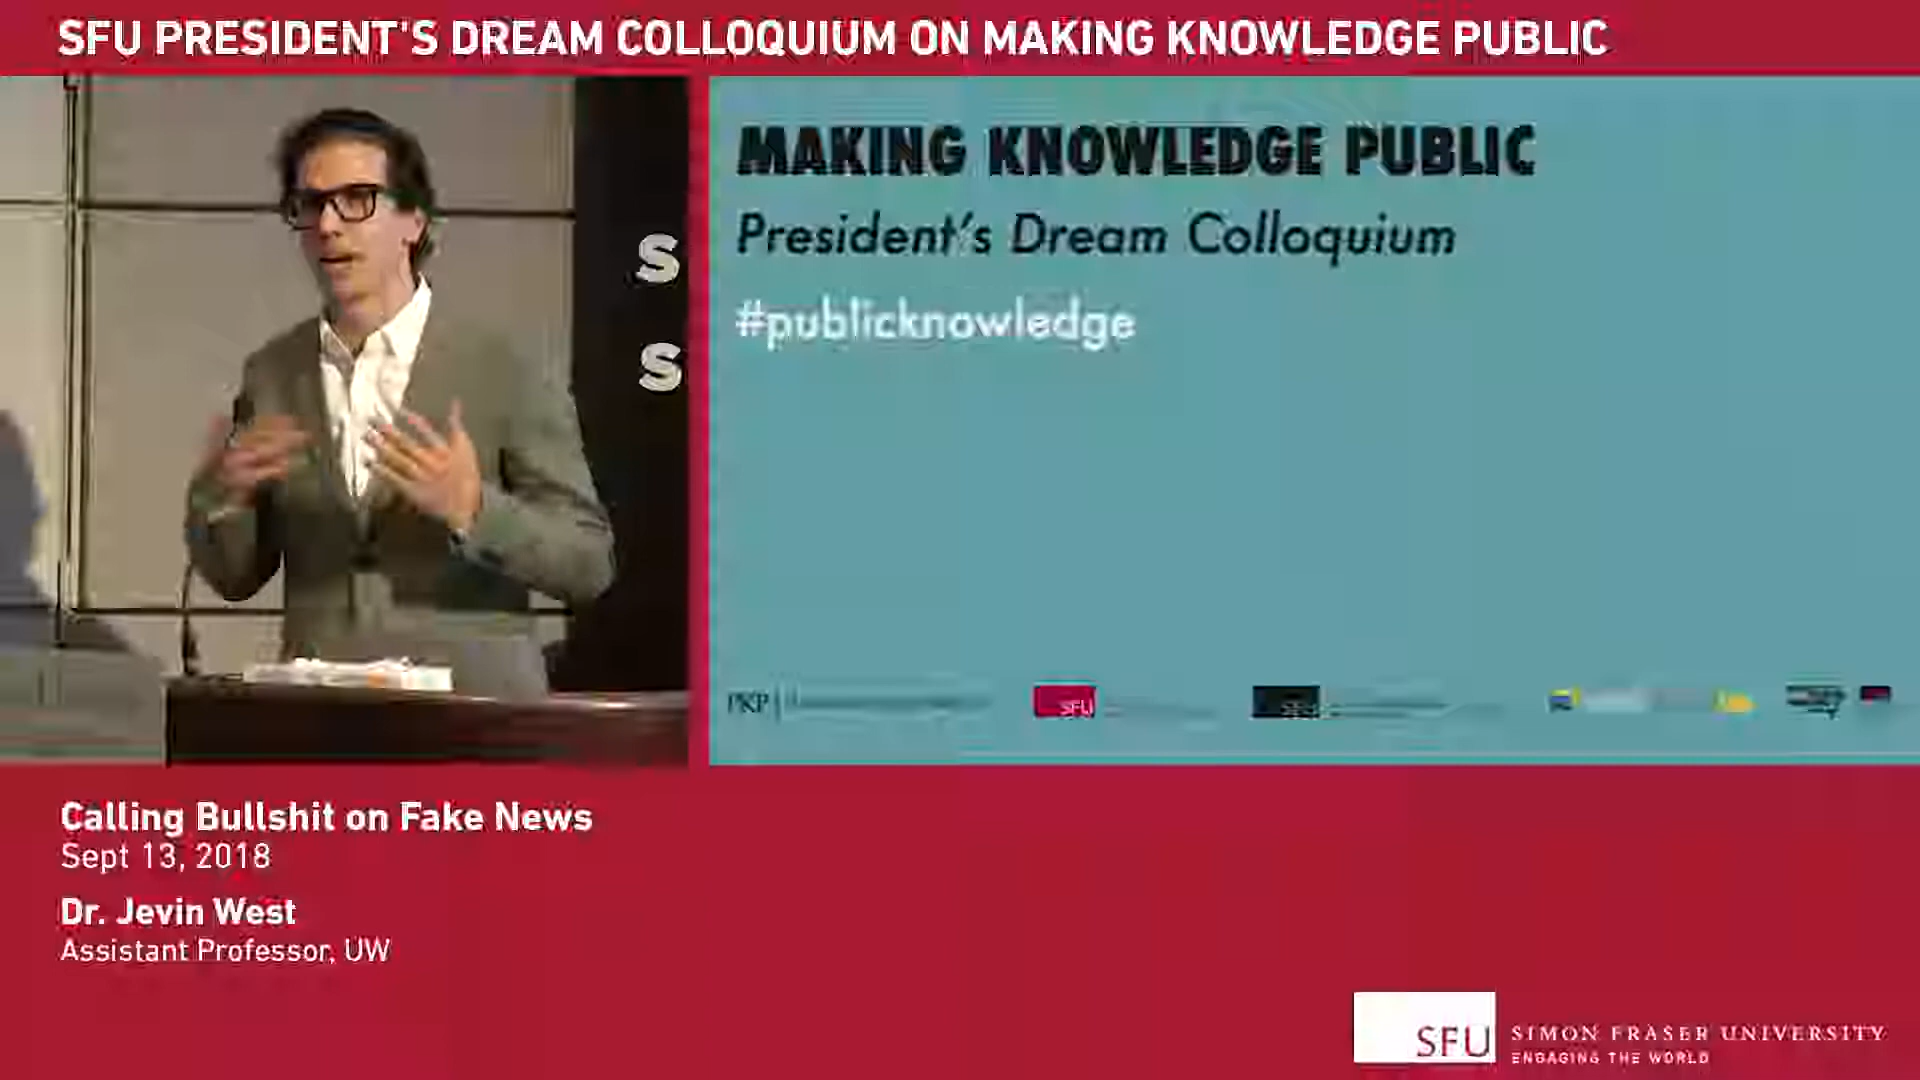 SFU PRESIDENT'S DREAM COLLOQUIUM ON MAKING KNOWLEDGE PUBLIC
S
S
MAKING KNOWLEDGE PUBLIC
President's Dream Colloquium
#publicknowledge
PKP
SFU
SFU
Calling Bullshit on Fake News
Sept 13, 2018
Dr. Jevin West
Assistant Professor, UW
SFU
SIMON FRASER UNIVERSITY
ENGAGING THE WORLD